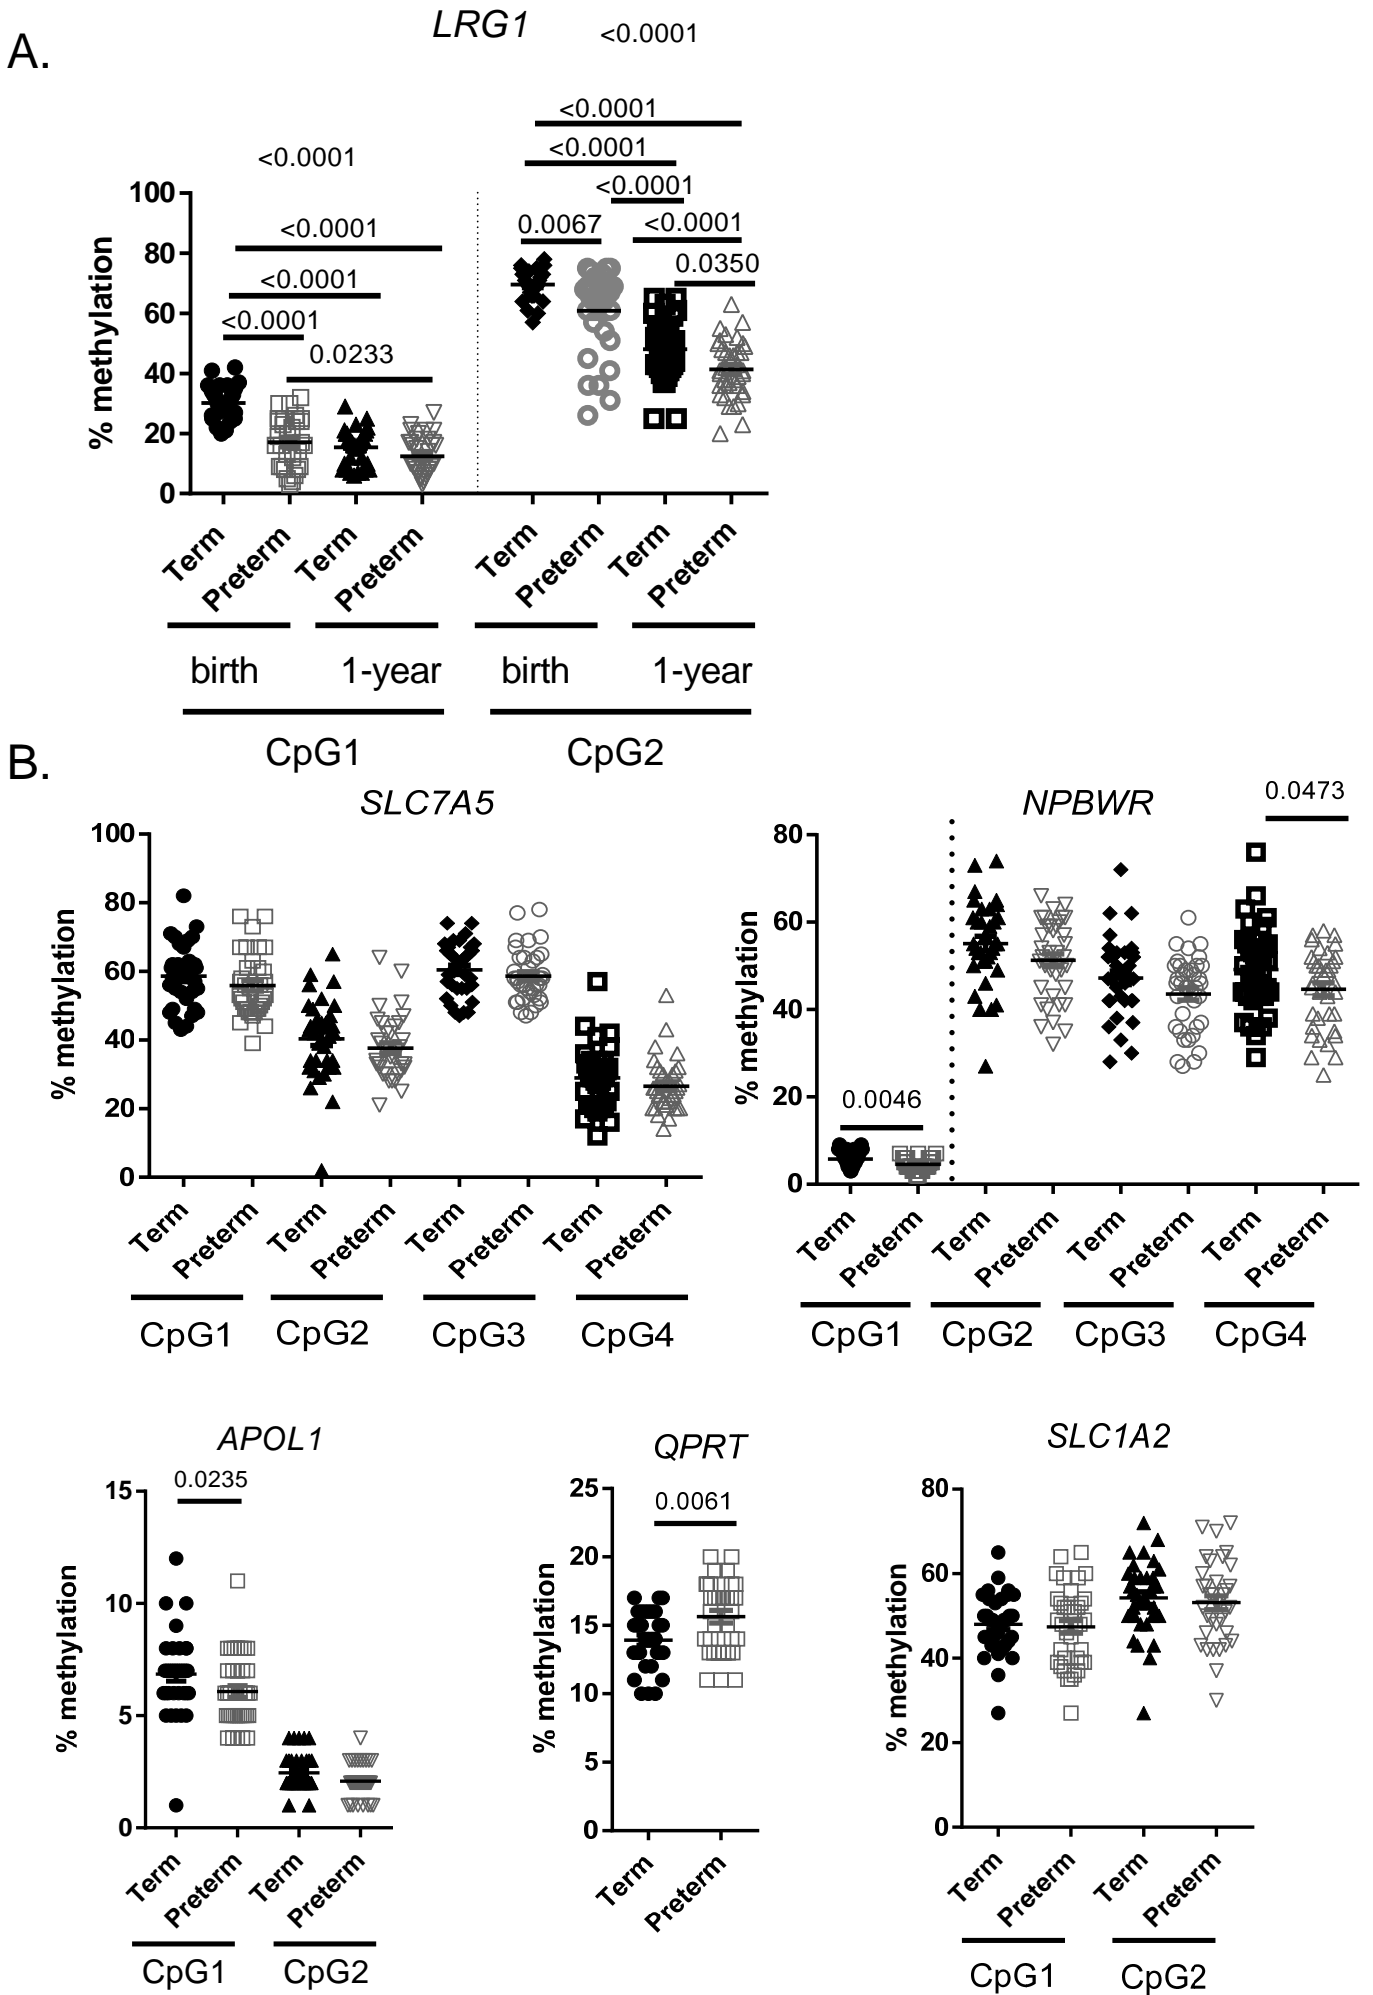 A.
LRG1
<0.0001
<0.0001
<0.0001
<0.0001
<0.0001
<0.0001
0.0067
<0.0001
<0.0001
0.0350
<0.0001
<0.0001
0.0233
% methylation
100
80
60
40
20
0
Term
Preterm
Term
Preterm
Term
Preterm
Term
Preterm
birth
1-year
birth
1-year
CpG1
CpG2
B.
SLC7A5
% methylation
100
80
60
40
20
0
Term
Preterm
Term
Preterm
Term
Preterm
Term
Preterm
CpG1
CpG2
CpG3
CpG4
NPBWR
0.0473
0.0046
% methylation
80
60
40
20
0
Term
Preterm
Term
Preterm
Term
Preterm
Term
Preterm
CpG1
CpG2
CpG3
CpG4
APOL1
0.0235
% methylation
15
10
5
0
Term
Preterm
Term
Preterm
CpG1
CpG2
QPRT
0.0061
% methylation
25
20
15
10
5
0
Term
Preterm
SLC1A2
% methylation
80
60
40
20
0
Term
Preterm
Term
Preterm
CpG1
CpG2